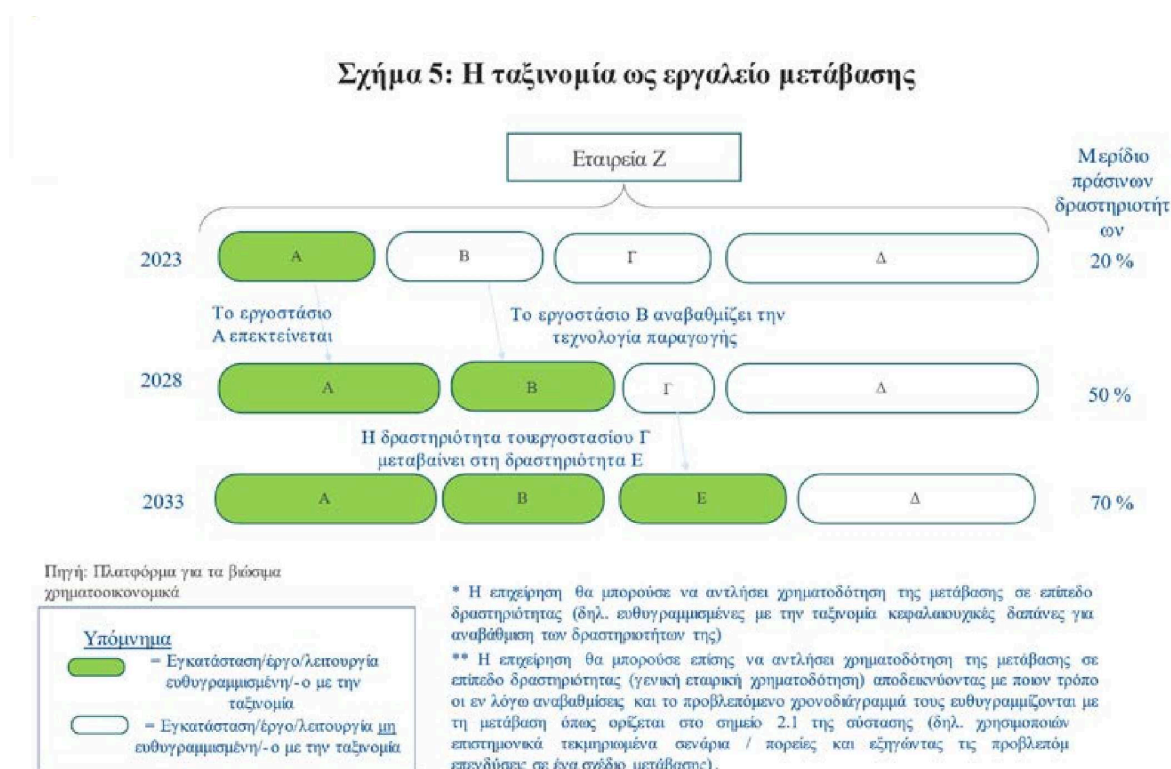 Σχήμα 5: Η ταξινομία ως εργαλείο μετάβασης
Εταιρεία Ζ
Μερίδιο
πράσινων
δραστηριοτήτ
ων
2023
Α
Β
Γ
Δ
20 %
Το εργοστάσιο
Α επεκτείνεται
Το εργοστάσιο Β αναβαθμίζει την
τεχνολογία παραγωγής
2028
Α
Β
Γ
Δ
50 %
Η δραστηριότητα τοιεργοστασίου Γ
μεταβαίνει στη δραστηριότητα Ε
2033
Α
Β
Ε
Δ
70 %
Πηγή: Πλατφόρμα για τα βιώσιμα
χρηματοοικονομικά
Υπόμνημα
= Εγκατάσταση/έργο/λειτουργία
ευθυγραμμισμένη/-ο με την
ταξινομία
= Εγκατάσταση/έργο/λειτουργία μη
ευθυγραμμισμένη/-ο με την ταξινομία
* Η επιχείρηση θα μπορούσε να αντλήσει χρηματοδότηση της μετάβασης σε επίπεδο
δραστηριότητας (δηλ. ευθυγραμμισμένες με την ταξινομία κεφαλαιουχικές δαπάνες για
αναβάθμιση των δραστηριοτήτων της)
** Η επιχείρηση θα μπορούσε επίσης να αντλήσει χρηματοδότηση της μετάβασης σε
επίπεδο δραστηριότητας (γενική εταιρική χρηματοδότηση) αποδεικνύοντας με ποιον τρόπο
οι εν λόγω αναβαθμίσεις και το προβλεπόμενο χρονοδιάγραμμά τους ευθυγραμμίζονται με
τη μετάβαση όπως ορίζεται στο σημείο 2.1 της σύστασης (δηλ. χρησιμοποιών
επιστημονικά τεκμηριωμένα σενάρια / πορείες και εξηγώντας τις προβλεπόμ
επενδύσεις σε ένα σχέδιο μετάβασης).